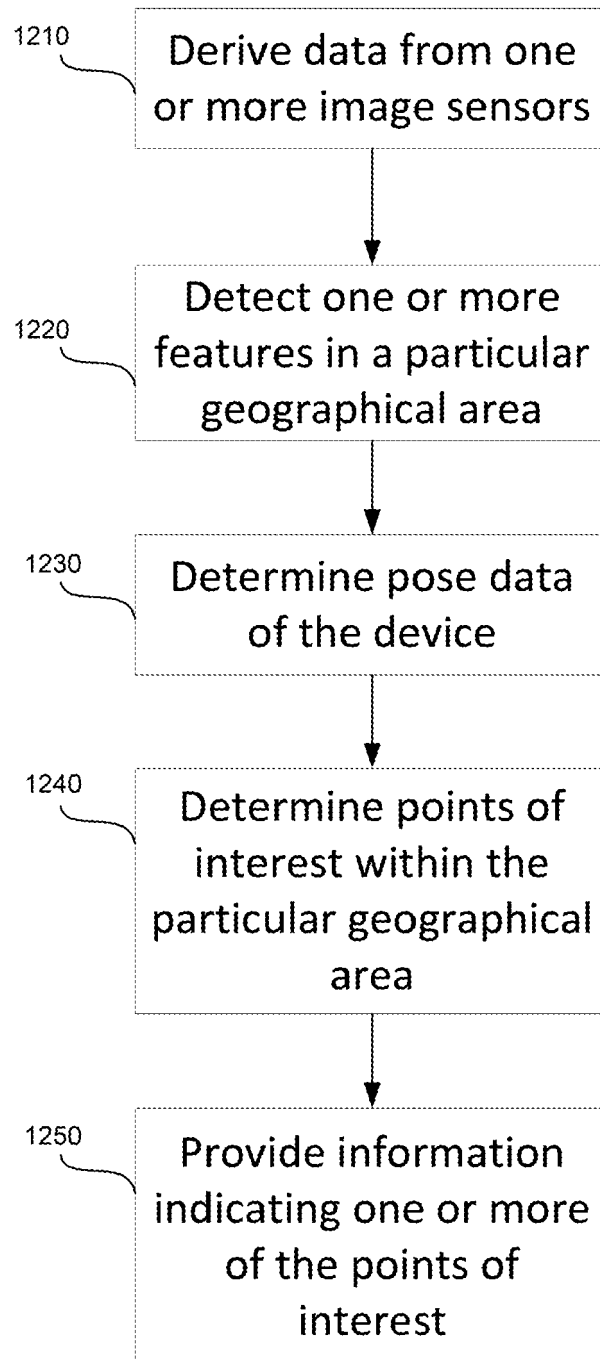 1210
Derive data from one
or more image sensors
1220
Detect one or more
features in a particular
geographical area
1230
Determine pose data
of the device
1240
Determine points of
interest within the
particular geographical
area
1250
Provide information
indicating one or more
of the points of
interest